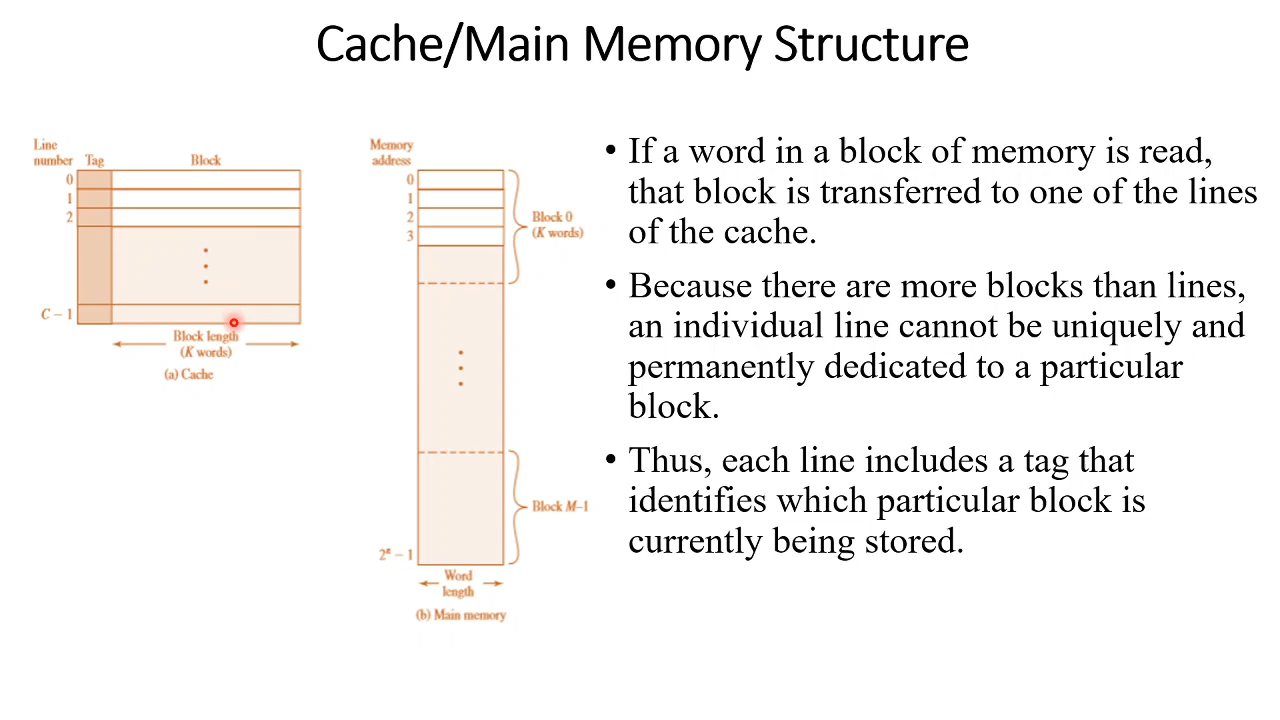 Cache/Main Memory Structure
Line
number Tag Block
0
1
2
C – 1
Block length
(K words)
(a) Cache
Memory
address
0
1
2
3
Block 0
(K words)
Block M–1
2ⁿ – 1
Word
length
(b) Main memory
• If a word in a block of memory is read,
that block is transferred to one of the lines
of the cache.
• Because there are more blocks than lines,
an individual line cannot be uniquely and
permanently dedicated to a particular
block.
• Thus, each line includes a tag that
identifies which particular block is
currently being stored.